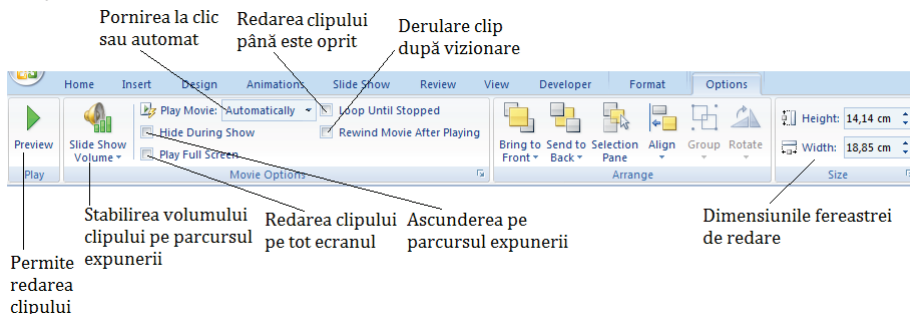 Pornirea la clic
sau automat
Redarea clipului
până este oprit
Derulare clip
după vizionare
Home Insert Design Animations Slide Show Review View Developer Format Options
Preview
Play
Slide Show
Volume
Play Movie: Automatically
Hide During Show
Play Full Screen
Loop Until Stopped
Rewind Movie After Playing
Movie Options
Bring to
Front
Send to
Back
Selection
Pane
Align
Group
Rotate
Arrange
Height: 14,14 cm
Width: 18,85 cm
Size
Stabilirea volumului
clipului pe parcursul
expunerii
Redarea clipului
pe tot ecranul
Ascunderea pe
parcursul expunerii
Dimensiunile fereastrei
de redare
Permite
redarea
clipului